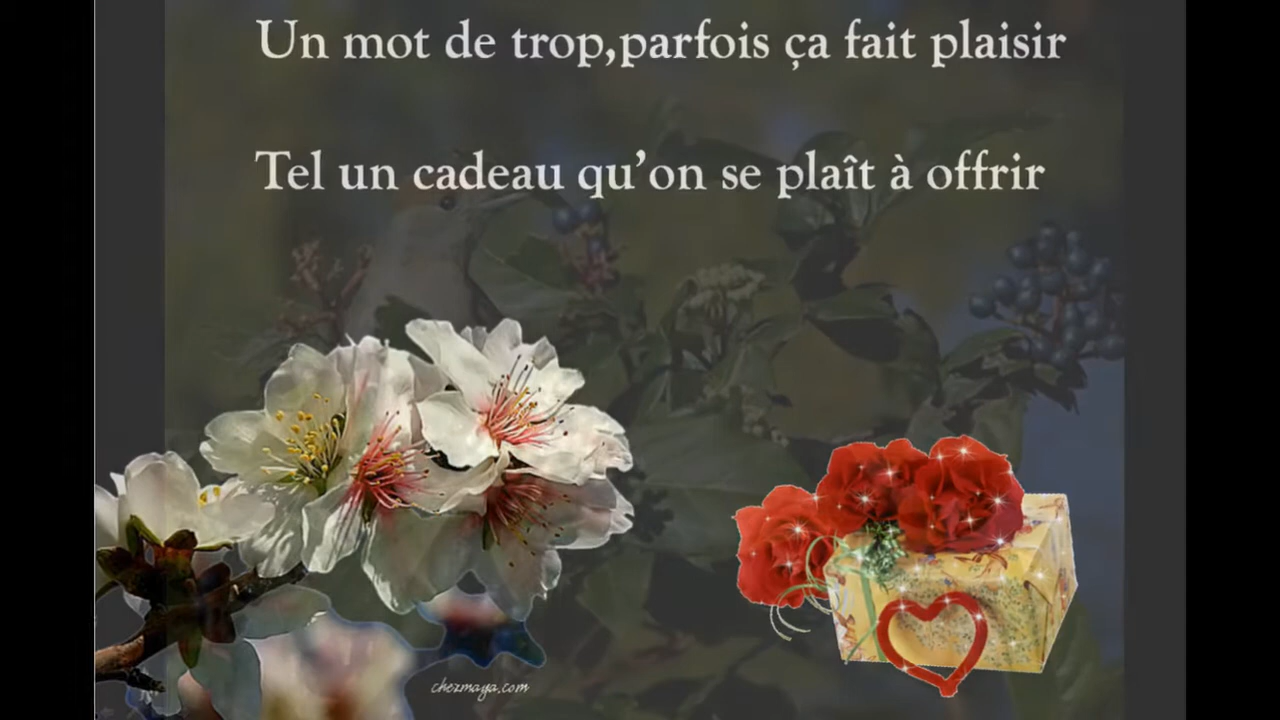 Un mot de trop,parfois ça fait plaisir
Tel un cadeau qu'on se plaît à offrir
chezmaya.com